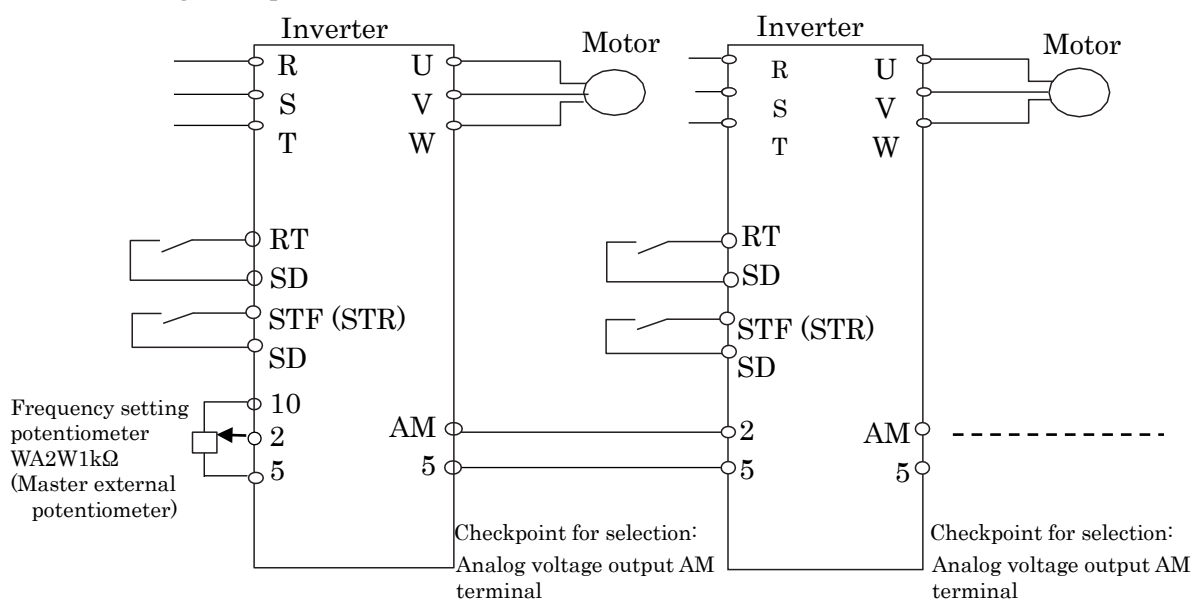 Inverter
R
S
T
U
V
W
Motor
RT
SD
STF (STR)
SD
Frequency setting
potentiometer
WA2W1kΩ
(Master external
potentiometer)
10
2
5
AM
5
Checkpoint for selection:
Analog voltage output AM
terminal
Inverter
R
S
T
U
V
W
Motor
RT
SD
STF (STR)
SD
2
5
AM
5
Checkpoint for selection:
Analog voltage output AM
terminal